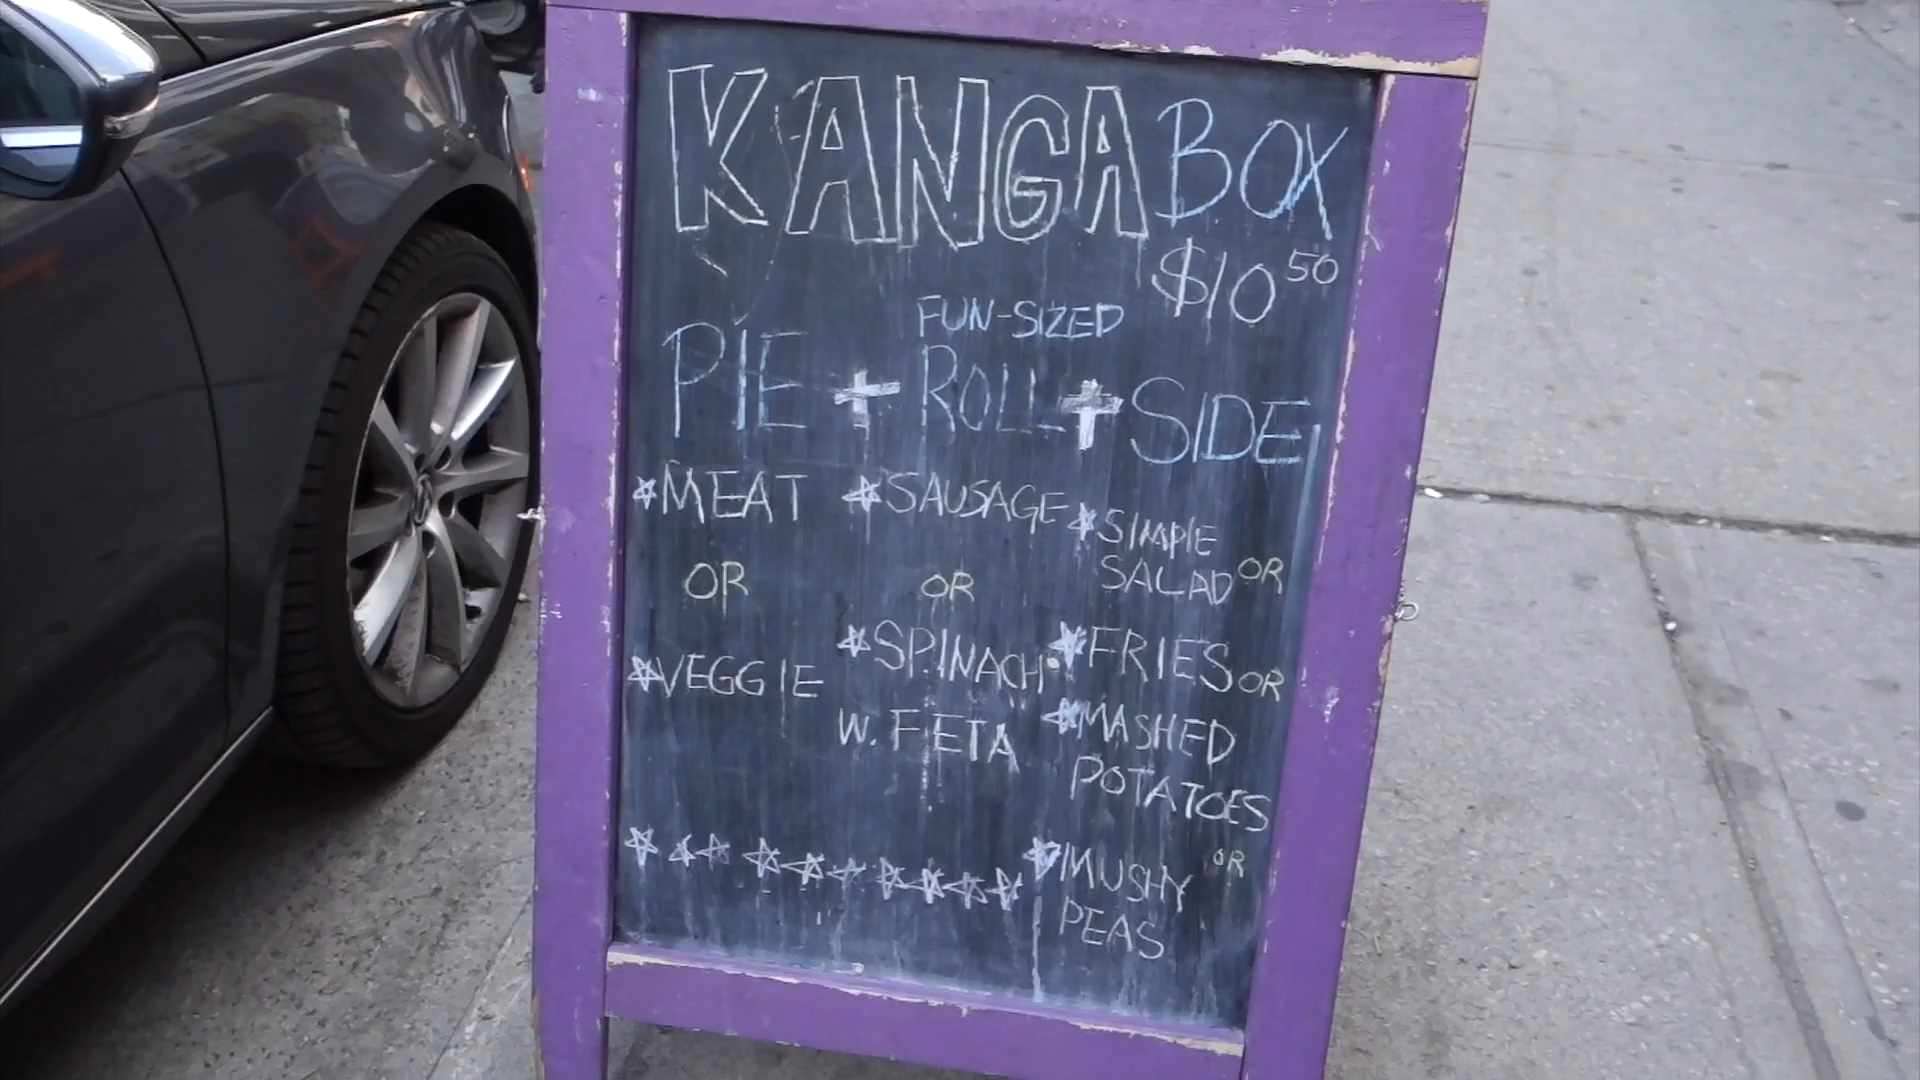 KANGA BOX
$10 50
FUN-SIZED
PIE + ROLL + SIDE
MEAT
OR
VEGGIE
SAUSAGE
OR
SPINACH
W. FETA
SIMPLE
SALAD OR
FRIES OR
MASHED
POTATOES
OR
MUSHY
PEAS